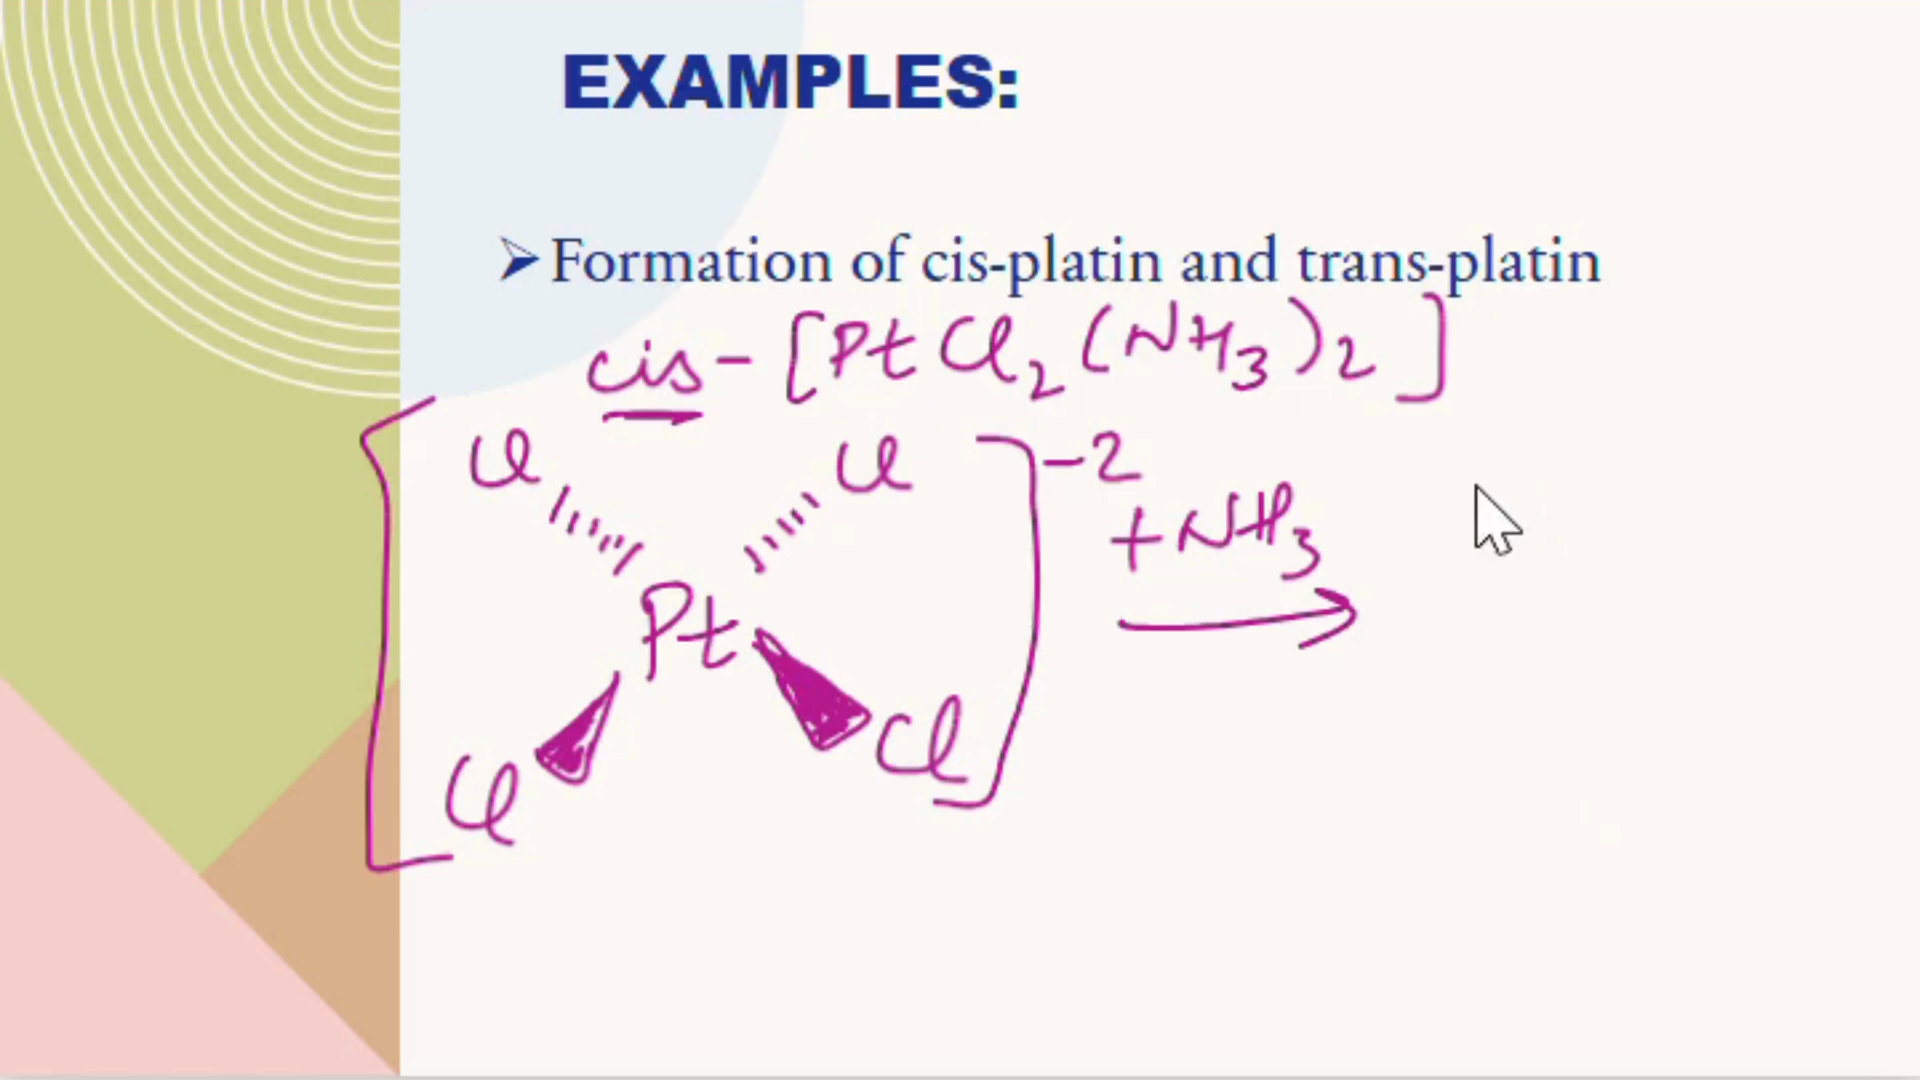 EXAMPLES:
➢Formation of cis-platin and trans-platin
cis-[PtCl2(NH3)2]
Cl Cl -2
+NH3
Pt
Cl Cl